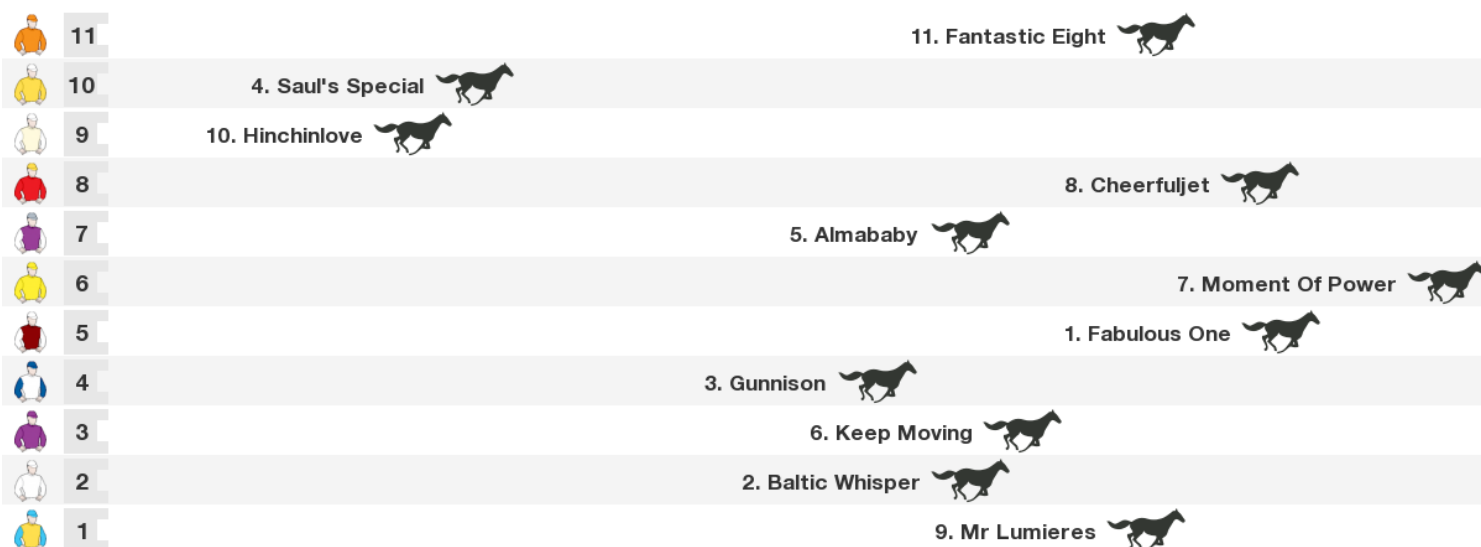 11 11. Fantastic Eight
10 4. Saul's Special
9 10. Hinchinlove
8 8. Cheerfuljet
7 5. Almababy
6 7. Moment Of Power
5 1. Fabulous One
4 3. Gunnison
3 6. Keep Moving
2 2. Baltic Whisper
1 9. Mr Lumieres